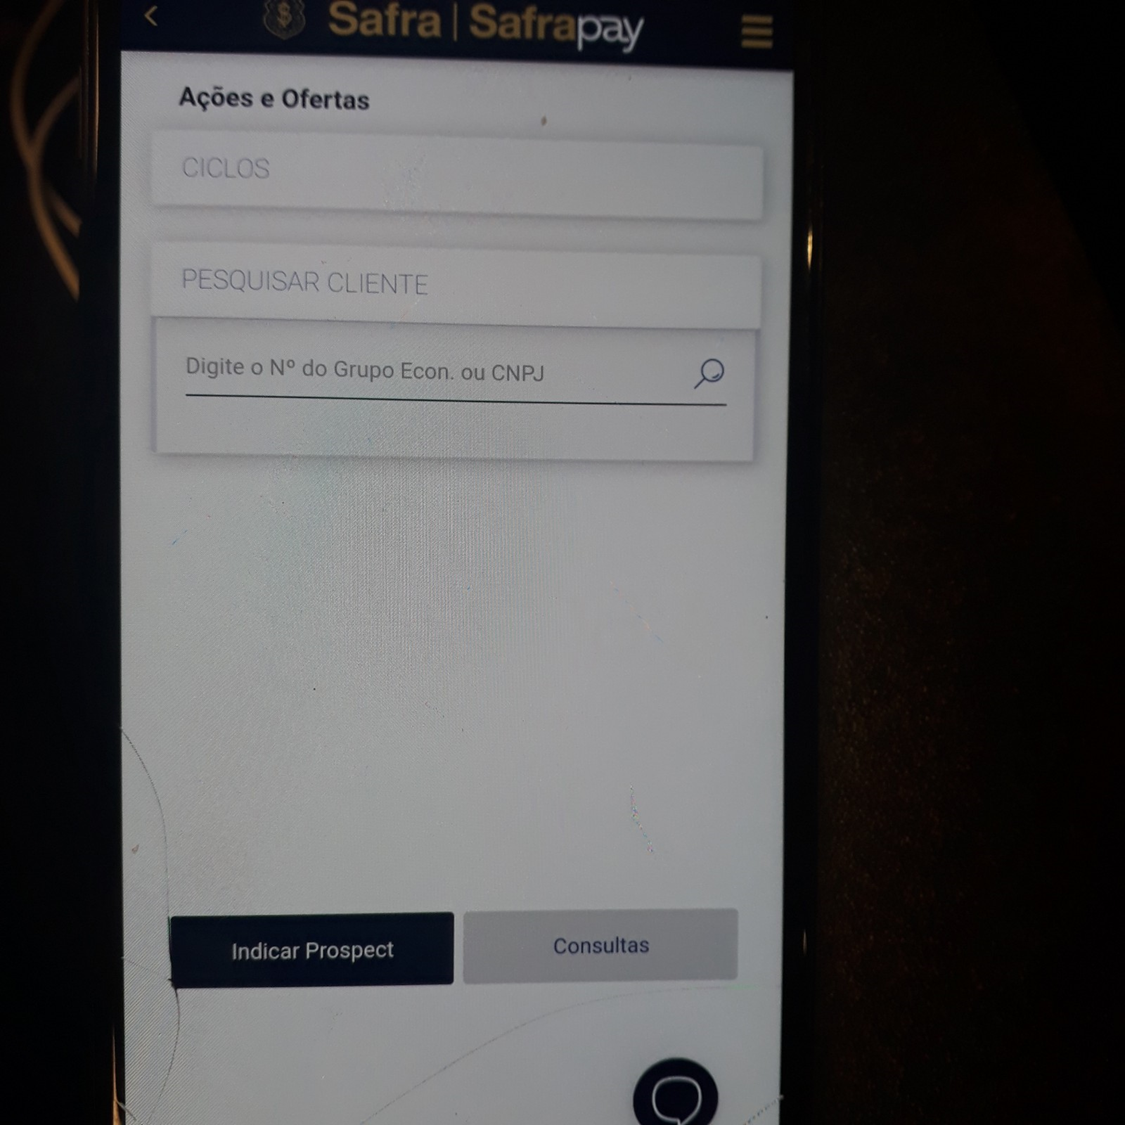 Safra | Safrapay
Ações e Ofertas
CICLOS
PESQUISAR CLIENTE
Digite o Nº do Grupo Econ. ou CNPJ
Indicar Prospect
Consultas